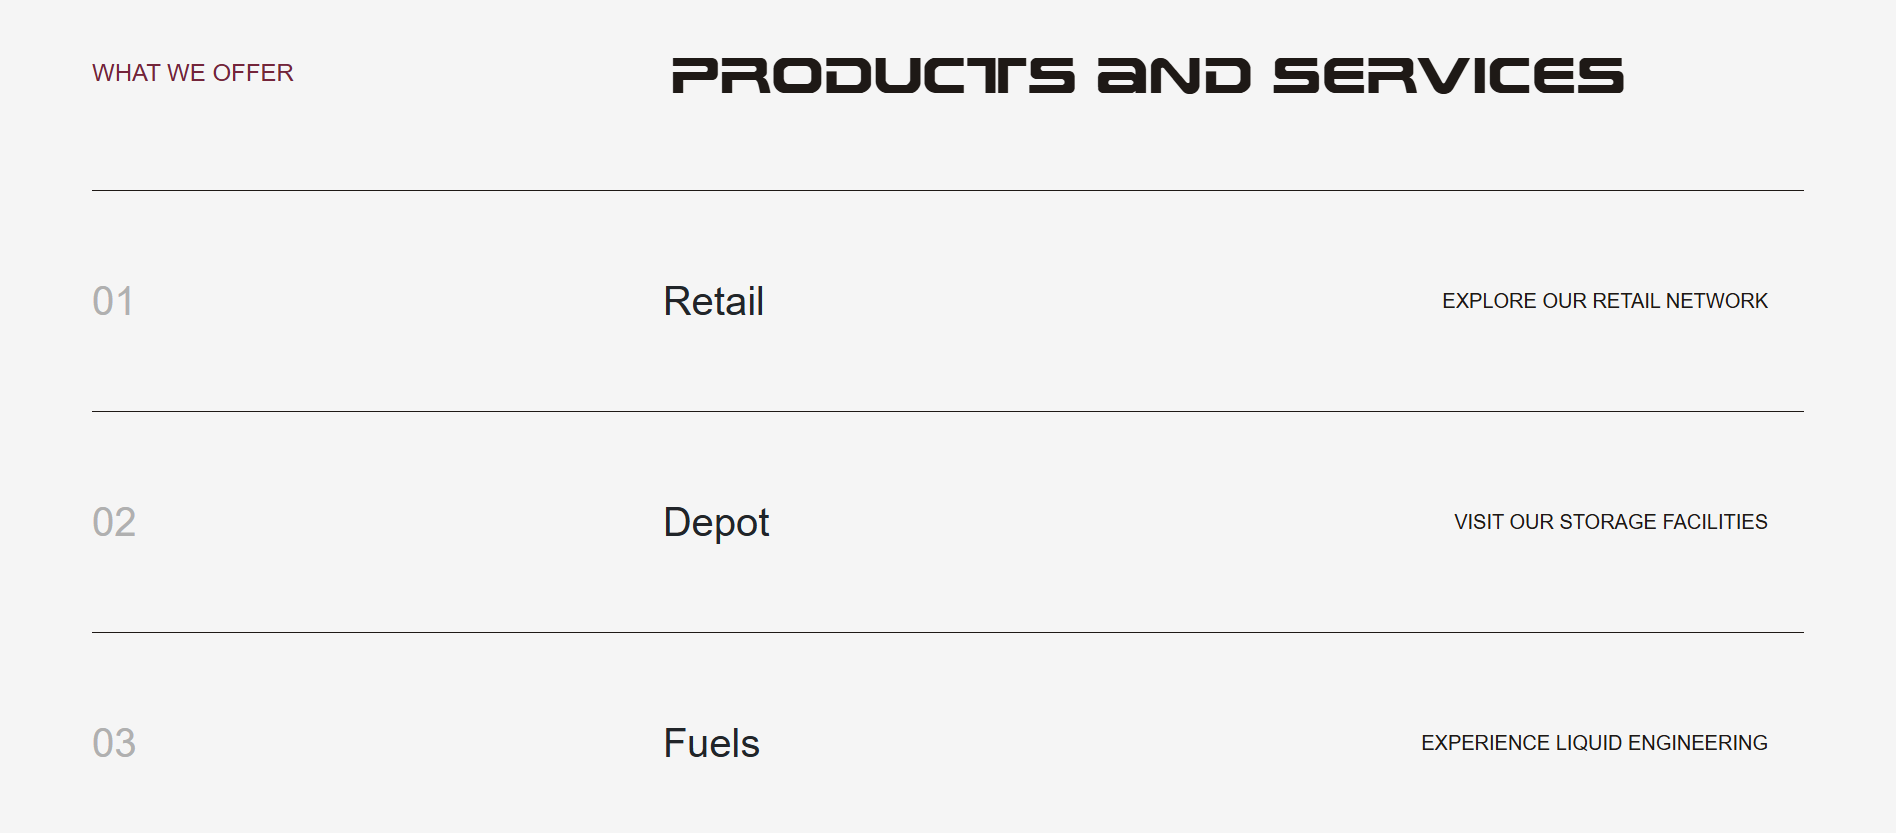 WHAT WE OFFER
PRODUCTS aND SERVICES
01 Retail EXPLORE OUR RETAIL NETWORK
02 Depot VISIT OUR STORAGE FACILITIES
03 Fuels EXPERIENCE LIQUID ENGINEERING